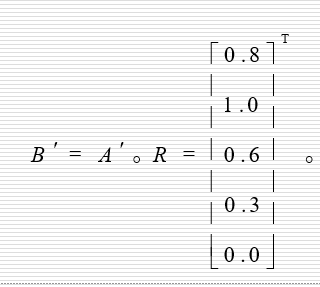 T
0.8
1.0
B′ = A′ 。 R = 0.6 。
0.3
0.0